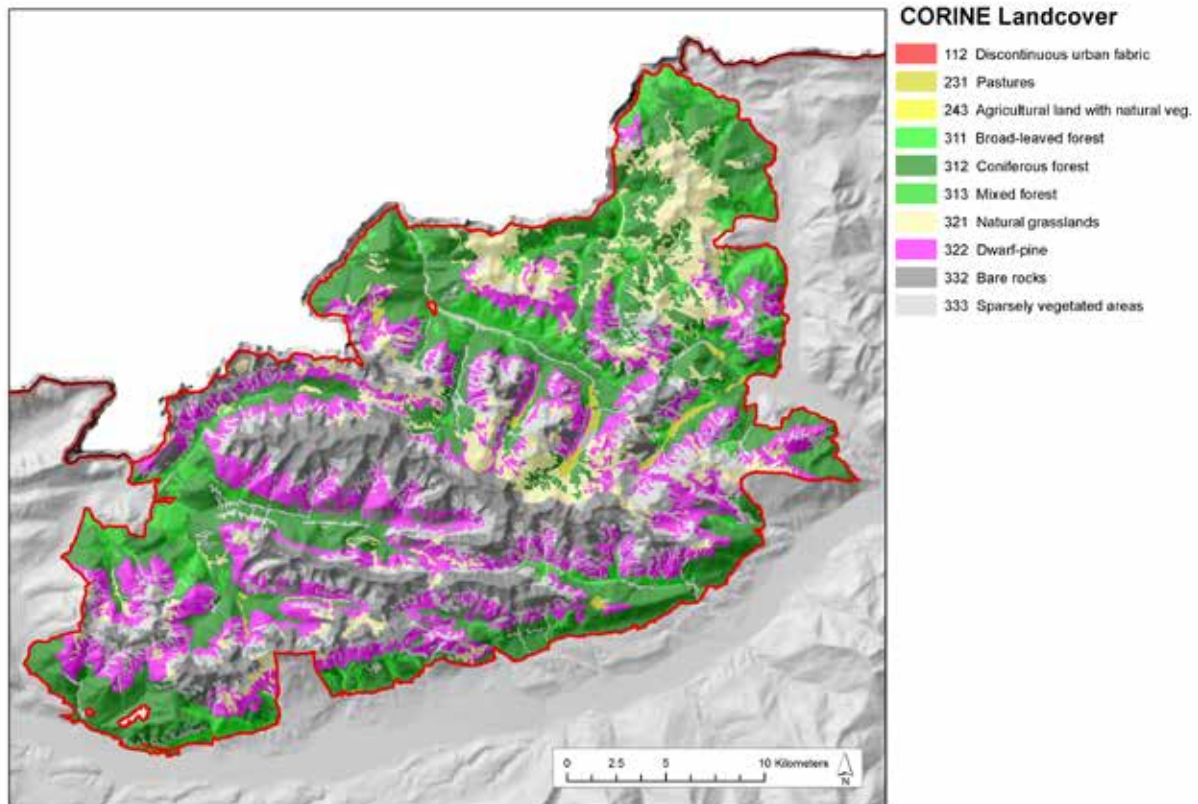 CORINE Landcover
112 Discontinuous urban fabric
231 Pastures
243 Agricultural land with natural veg.
311 Broad-leaved forest
312 Coniferous forest
313 Mixed forest
321 Natural grasslands
322 Dwarf-pine
332 Bare rocks
333 Sparsely vegetated areas
0 2.5 5 10 Kilometers
N